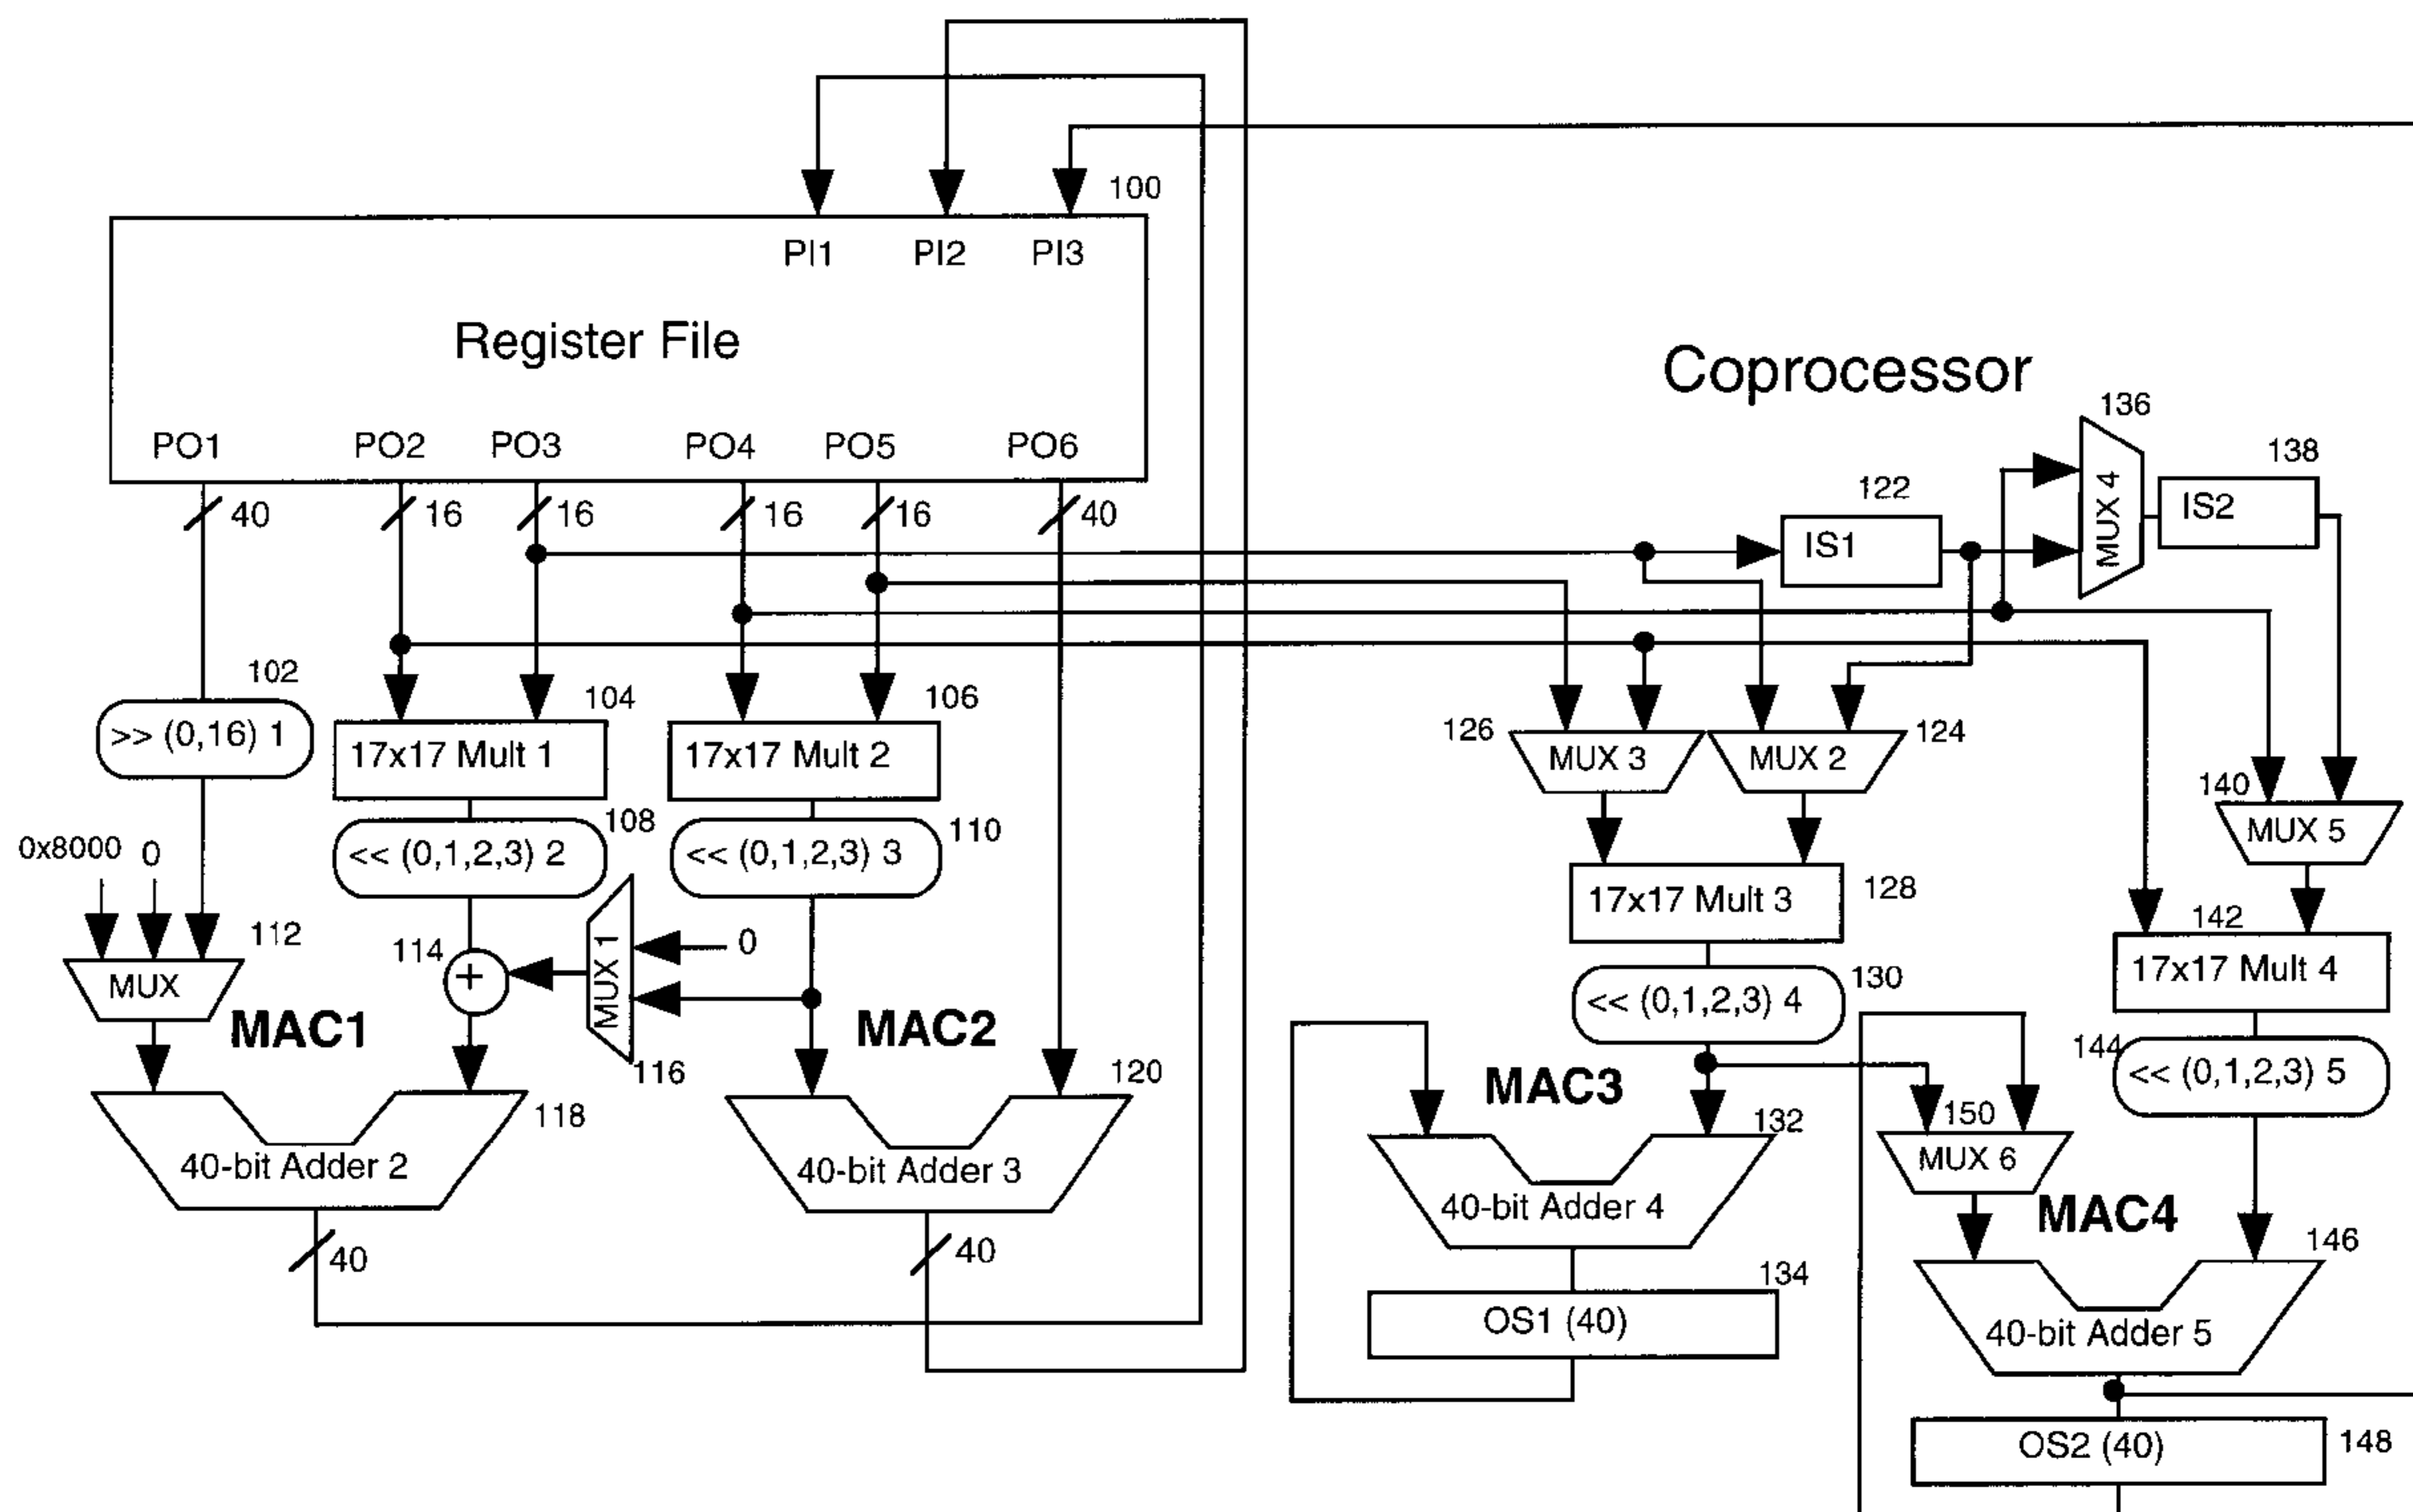 100
PI1 PI2 PI3
Register File
Coprocessor
PO1 PO2 PO3 PO4 PO5 PO6
40 16 16 16 16 40
136
MUX 4
138
IS2
122
IS1
102
>> (0,16) 1
104
17x17 Mult 1
106
17x17 Mult 2
126
MUX 3
MUX 2
124
140
MUX 5
0x8000 0
108
<< (0,1,2,3) 2
110
<< (0,1,2,3) 3
17x17 Mult 3
128
142
17x17 Mult 4
112
MUX
114
+
MUX 1
0
116
MAC1
MAC2
<< (0,1,2,3) 4
130
144
<< (0,1,2,3) 5
118
40-bit Adder 2
120
40-bit Adder 3
MAC3
132
40-bit Adder 4
150
MUX 6
MAC4
146
40-bit Adder 5
40
40
134
OS1 (40)
OS2 (40)
148